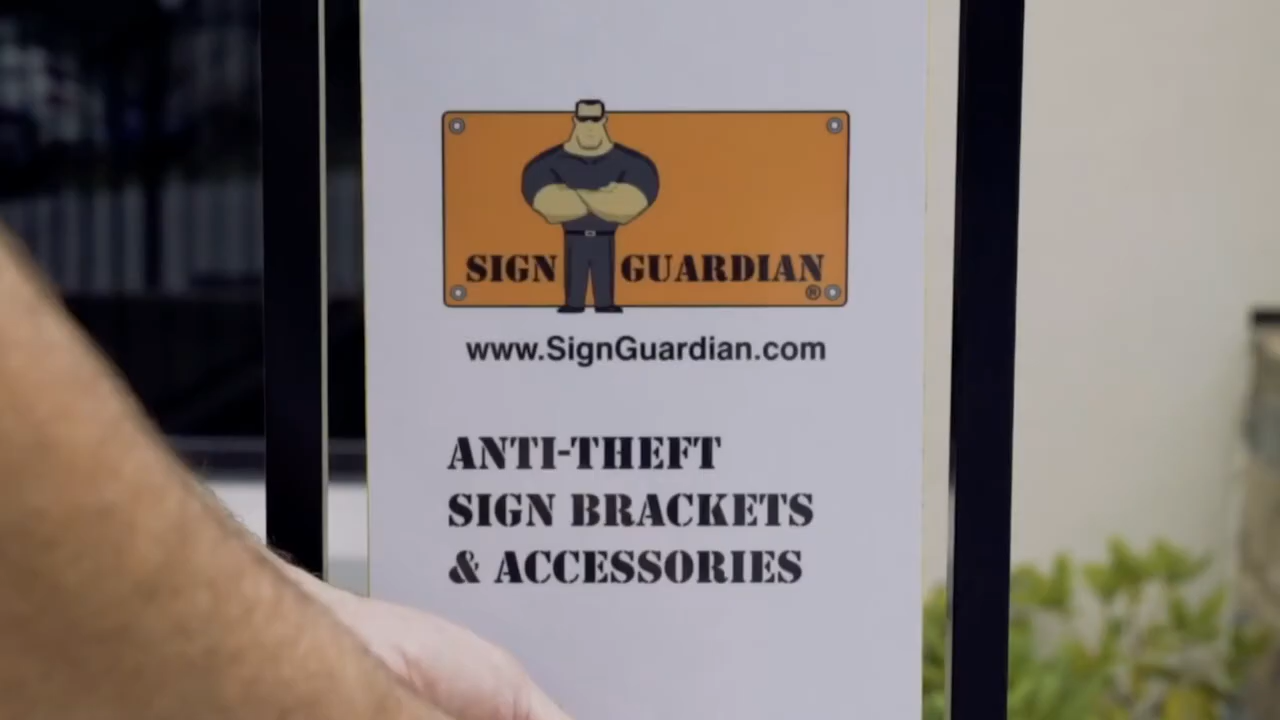 SIGN GUARDIAN®
www.SignGuardian.com
ANTI-THEFT
SIGN BRACKETS
& ACCESSORIES